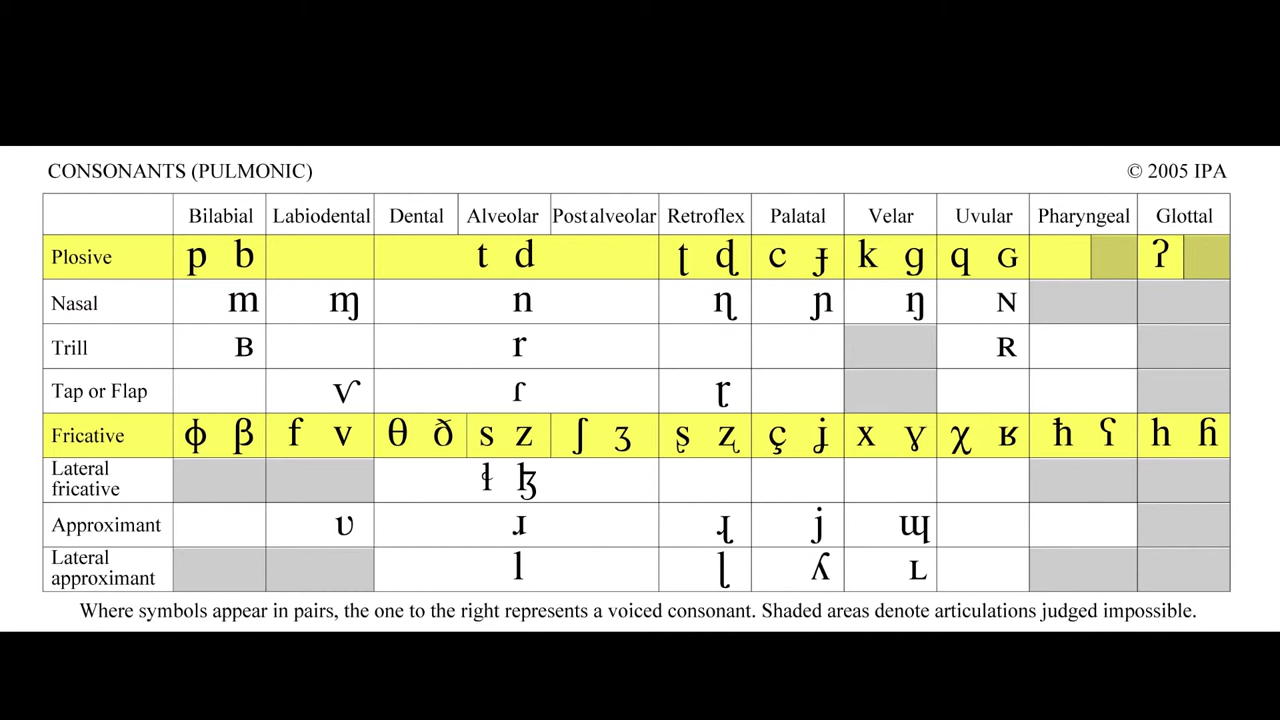 CONSONANTS (PULMONIC) © 2005 IPA
Bilabial Labiodental Dental Alveolar Postalveolar Retroflex Palatal Velar Uvular Pharyngeal Glottal
Plosive p b t d ʈ ɖ c ɟ k ɡ q ɢ ʔ
Nasal m ɱ n ɳ ɲ ŋ ɴ
Trill ʙ r ʀ
Tap or Flap ⱱ ɾ ɽ
Fricative ɸ β f v θ ð s z ʃ ʒ ʂ ʐ ç ʝ x ɣ χ ʁ ħ ʕ h ɦ
Lateral
fricative ɬ ɮ
Approximant ʋ ɹ ɻ j ɰ
Lateral
approximant l ɭ ʎ ʟ
Where symbols appear in pairs, the one to the right represents a voiced consonant. Shaded areas denote articulations judged impossible.